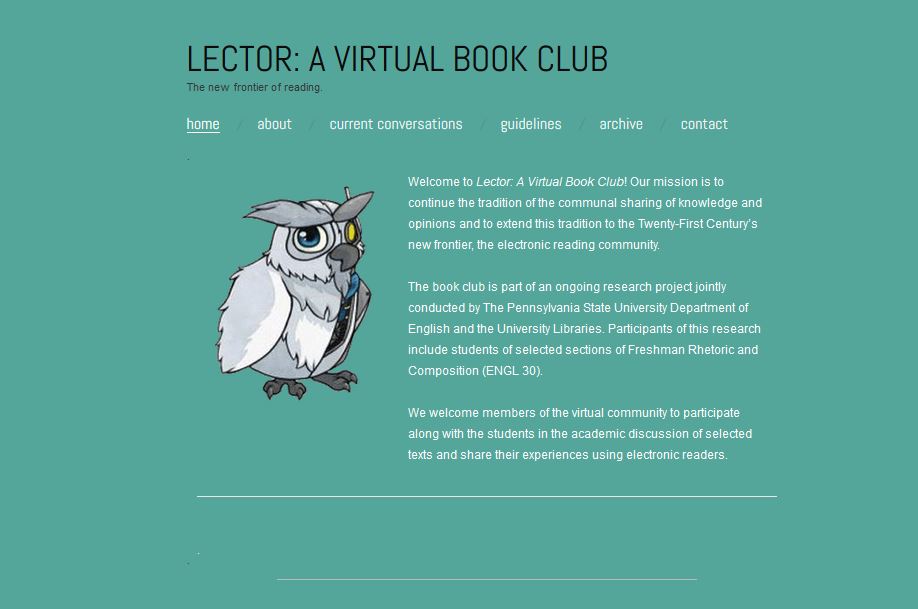 LECTOR: A VIRTUAL BOOK CLUB
The new frontier of reading.
home / about / current conversations / guidelines / archive / contact
.
Welcome to Lector: A Virtual Book Club! Our mission is to
continue the tradition of the communal sharing of knowledge and
opinions and to extend this tradition to the Twenty-First Century's
new frontier, the electronic reading community.
The book club is part of an ongoing research project jointly
conducted by The Pennsylvania State University Department of
English and the University Libraries. Participants of this research
include students of selected sections of Freshman Rhetoric and
Composition (ENGL 30).
We welcome members of the virtual community to participate
along with the students in the academic discussion of selected
texts and share their experiences using electronic readers.
.
.